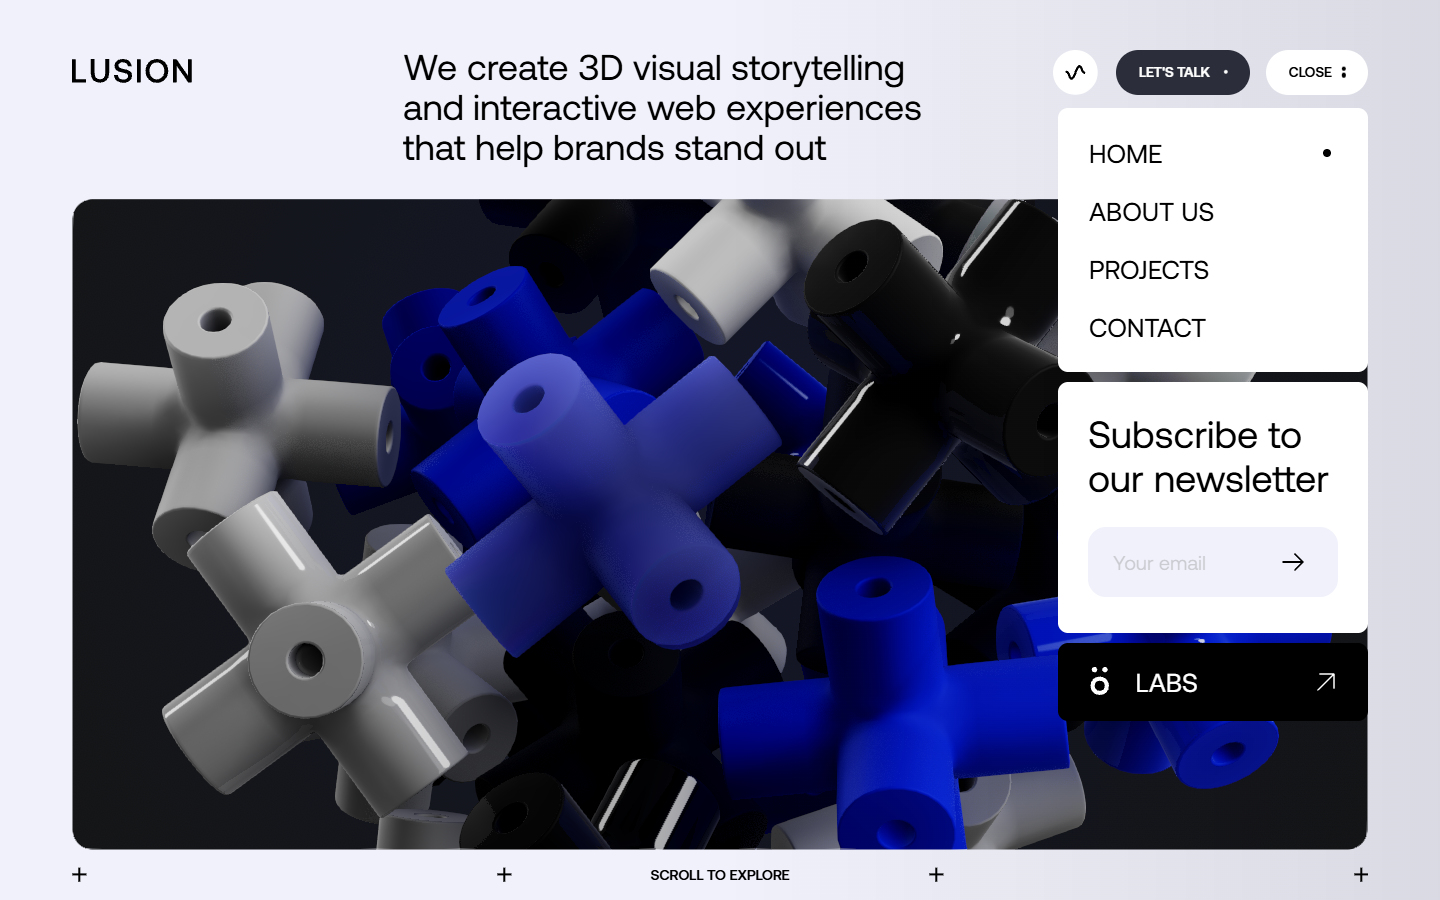 LUSION
We create 3D visual storytelling
and interactive web experiences
that help brands stand out
LET'S TALK
CLOSE
HOME
ABOUT US
PROJECTS
CONTACT
Subscribe to
our newsletter
Your email
ö LABS
SCROLL TO EXPLORE